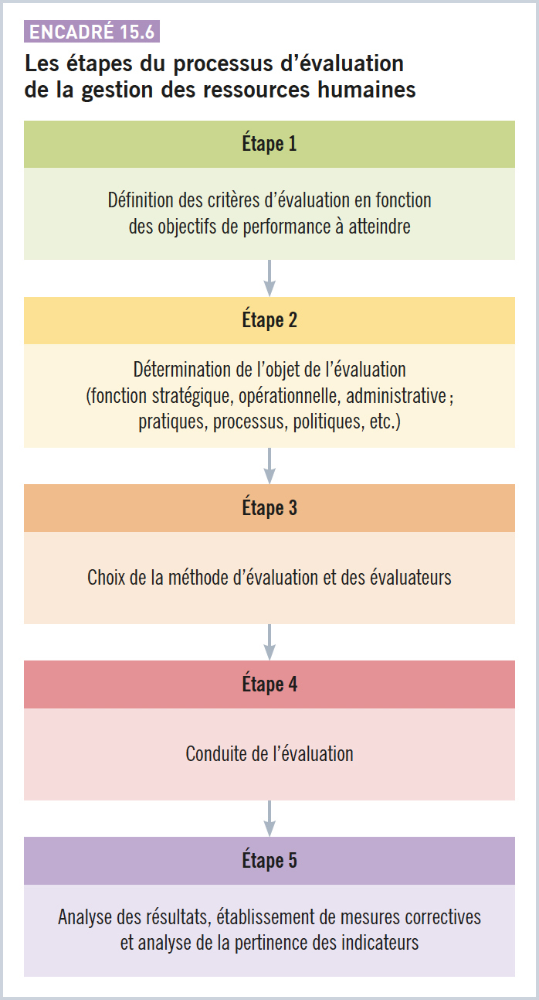 ENCADRÉ 15.6
Les étapes du processus d’évaluation
de la gestion des ressources humaines
Étape 1
Définition des critères d’évaluation en fonction
des objectifs de performance à atteindre
Étape 2
Détermination de l’objet de l’évaluation
(fonction stratégique, opérationnelle, administrative ;
pratiques, processus, politiques, etc.)
Étape 3
Choix de la méthode d’évaluation et des évaluateurs
Étape 4
Conduite de l’évaluation
Étape 5
Analyse des résultats, établissement de mesures correctives
et analyse de la pertinence des indicateurs